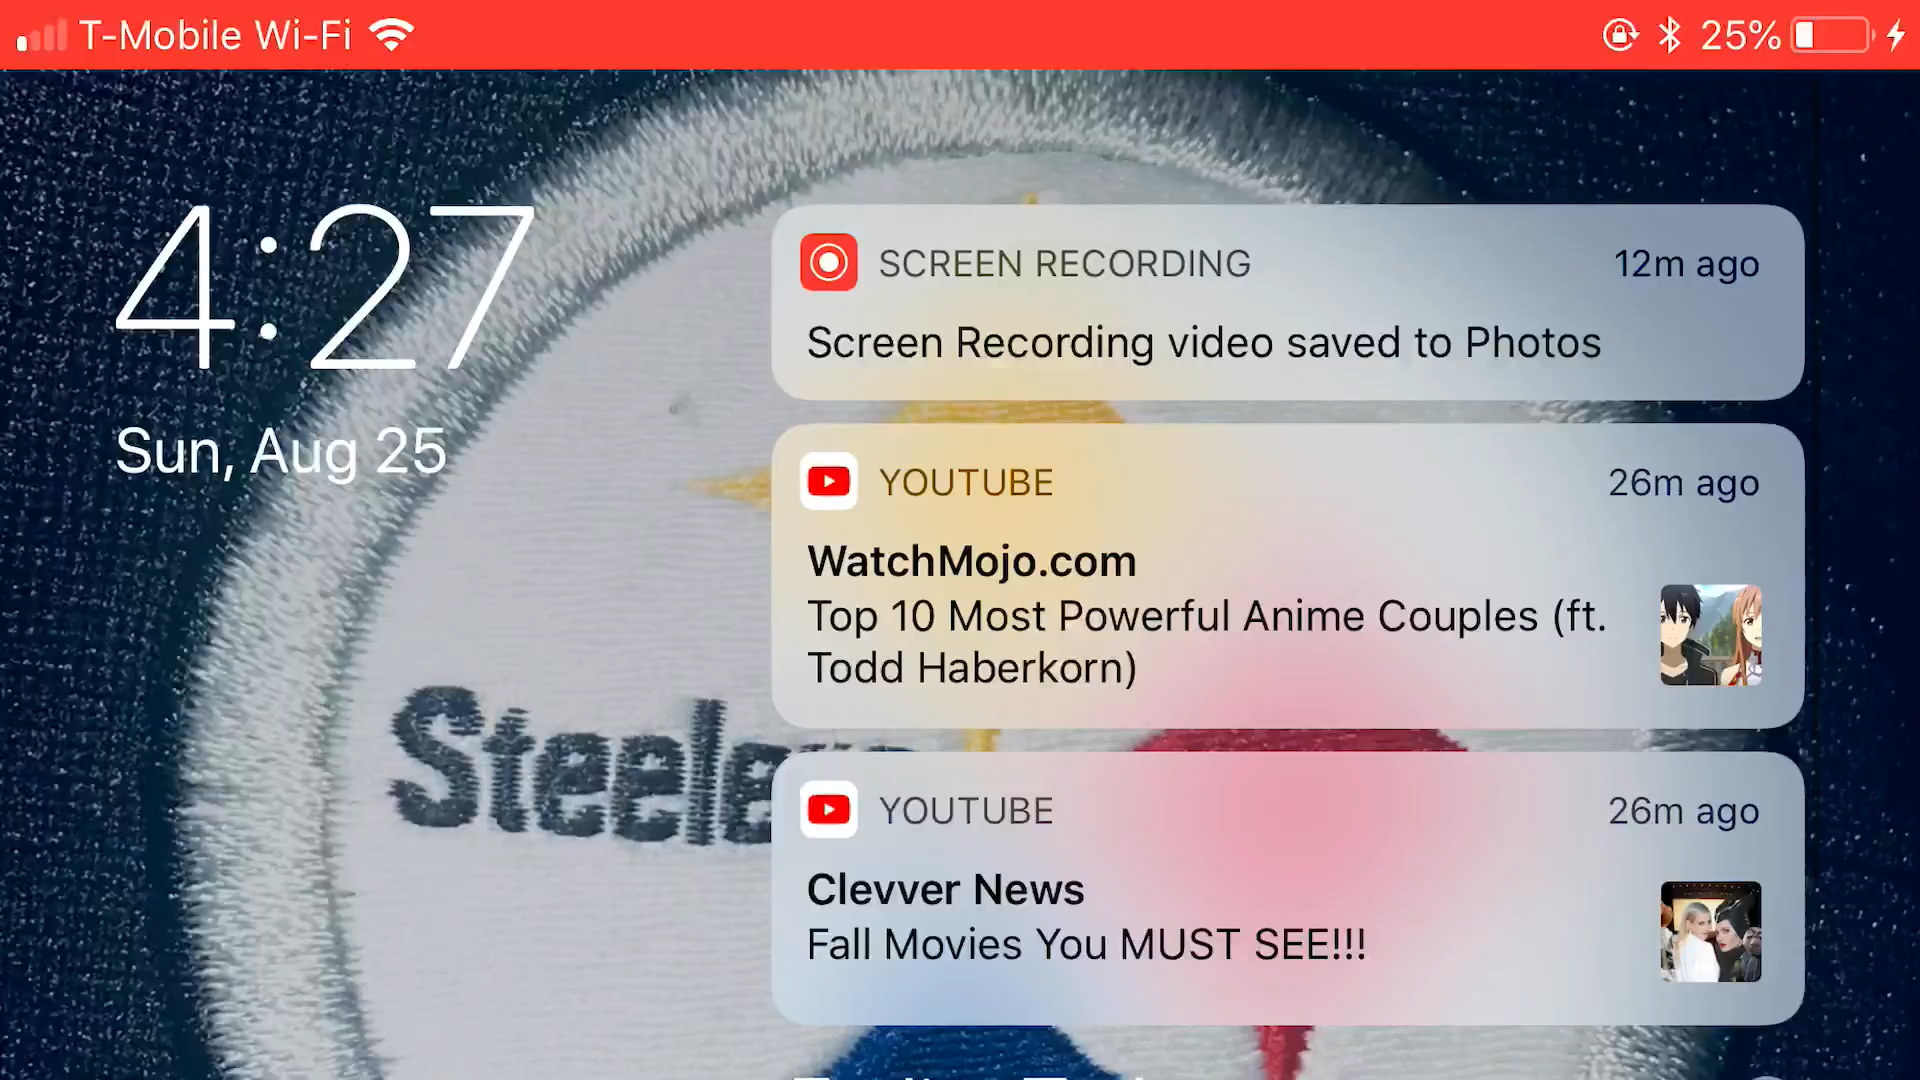 T-Mobile Wi-Fi
25%
4:27
Sun, Aug 25
SCREEN RECORDING
12m ago
Screen Recording video saved to Photos
YOUTUBE
26m ago
WatchMojo.com
Top 10 Most Powerful Anime Couples (ft.
Todd Haberkorn)
Steele
YOUTUBE
26m ago
Clevver News
Fall Movies You MUST SEE!!!